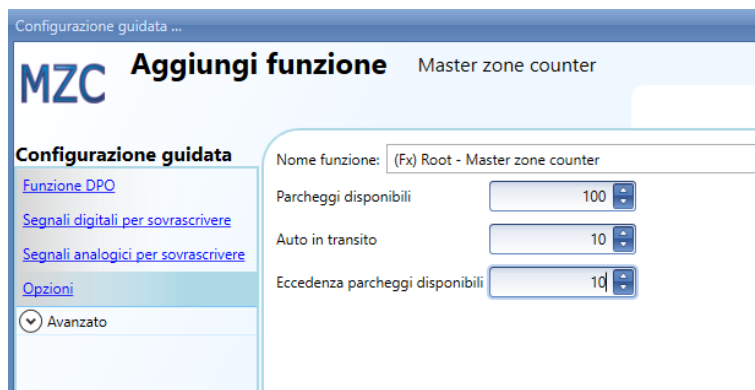 Configurazione guidata ...
MZC Aggiungi funzione Master zone counter
Configurazione guidata
Funzione DPO
Segnali digitali per sovrascrivere
Segnali analogici per sovrascrivere
Opzioni
Avanzato
Nome funzione: (Fx) Root - Master zone counter
Parcheggi disponibili 100
Auto in transito 10
Eccedenza parcheggi disponibili 10